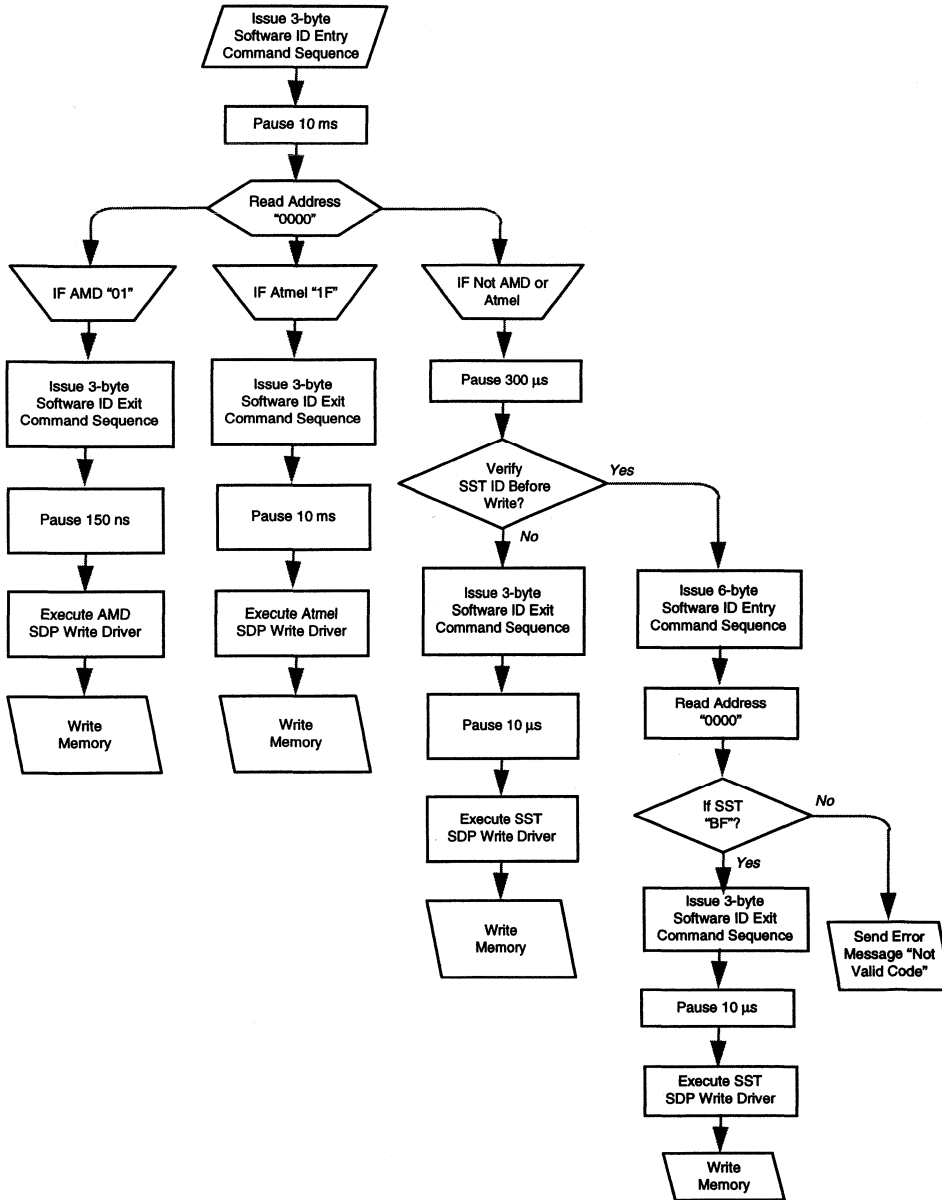 Issue 3-byte
Software ID Entry
Command Sequence
Pause 10 ms
Read Address
"0000"
IF AMD "01"
IF Atmel "1F"
IF Not AMD or
Atmel
Issue 3-byte
Software ID Exit
Command Sequence
Issue 3-byte
Software ID Exit
Command Sequence
Pause 300 µs
Verify
SST ID Before
Write?
Yes
No
Pause 150 ns
Pause 10 ms
Issue 3-byte
Software ID Exit
Command Sequence
Issue 6-byte
Software ID Entry
Command Sequence
Execute AMD
SDP Write Driver
Execute Atmel
SDP Write Driver
Write
Memory
Write
Memory
Pause 10 µs
Read Address
"0000"
Execute SST
SDP Write Driver
If SST
"BF"?
No
Yes
Write
Memory
Issue 3-byte
Software ID Exit
Command Sequence
Send Error
Message "Not
Valid Code"
Pause 10 µs
Execute SST
SDP Write Driver
Write
Memory